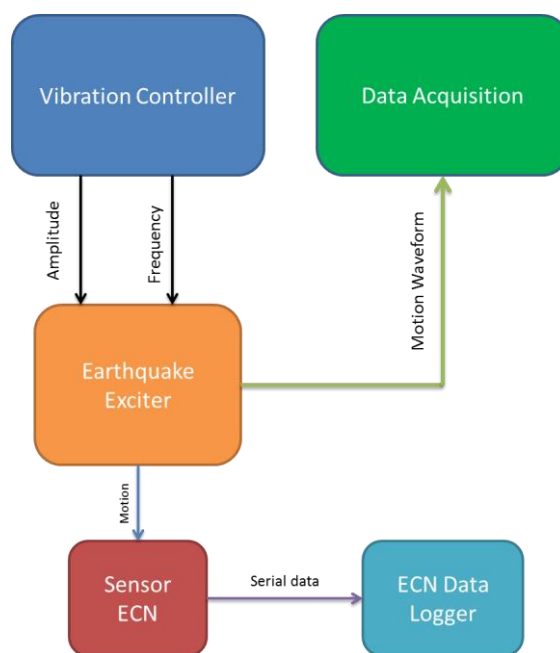 Vibration Controller
Data Acquisition
Amplitude
Frequency
Motion Waveform
Earthquake
Exciter
Motion
Sensor
ECN
Serial data
ECN Data
Logger